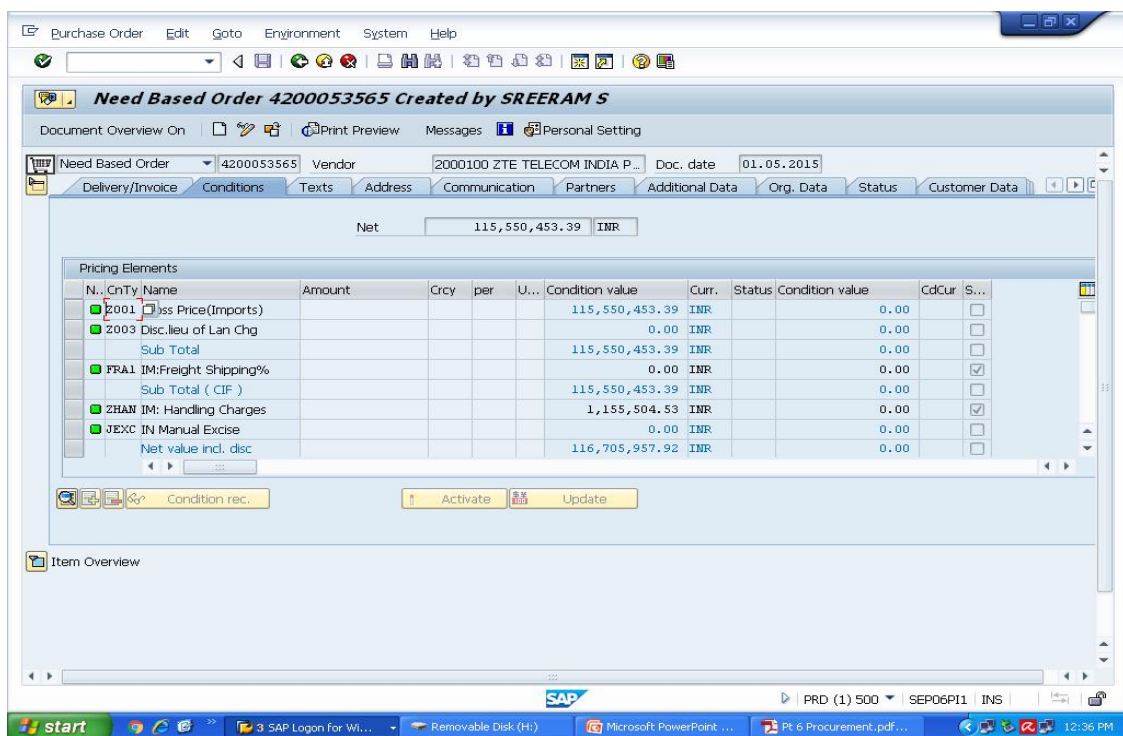 Purchase Order Edit Goto Environment System Help
Need Based Order 4200053565 Created by SREERAM S
Document Overview On Print Preview Messages Personal Setting
Need Based Order 4200053565 Vendor 2000100 ZTE TELECOM INDIA P... Doc. date 01.05.2015
Delivery/Invoice Conditions Texts Address Communication Partners Additional Data Org. Data Status Customer Data
Net 115,550,453.39 INR
Pricing Elements
N.. CnTy Name Amount Crcy per U... Condition value Curr. Status Condition value CdCur S...
Z001 oss Price(Imports) 115,550,453.39 INR 0.00
Z003 Disc.lieu of Lan Chg 0.00 INR 0.00
Sub Total 115,550,453.39 INR 0.00
FRA1 IM:Freight Shipping% 0.00 INR 0.00
Sub Total ( CIF ) 115,550,453.39 INR 0.00
ZHAN IM: Handling Charges 1,155,504.53 INR 0.00
JEXC IN Manual Excise 0.00 INR 0.00
Net value incl. disc 116,705,957.92 INR 0.00
Condition rec. Activate Update
Item Overview
SAP PRD (1) 500 SEP06PI1 INS
start 3 SAP Logon for Wi... Removable Disk (H:) Microsoft PowerPoint ... Pt 6 Procurement.pdf... 12:36 PM